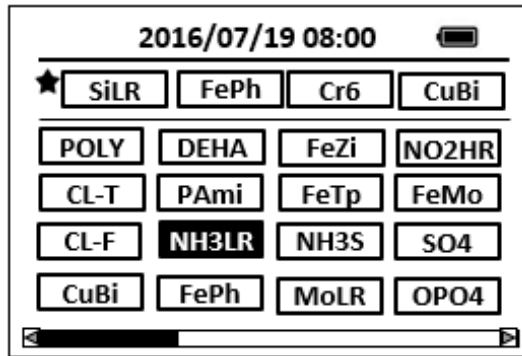 2016/07/19 08:00
SiLR FePh Cr6 CuBi
POLY DEHA FeZi NO2HR
CL-T PAmi FeTp FeMo
CL-F NH3LR NH3S SO4
CuBi FePh MoLR OPO4